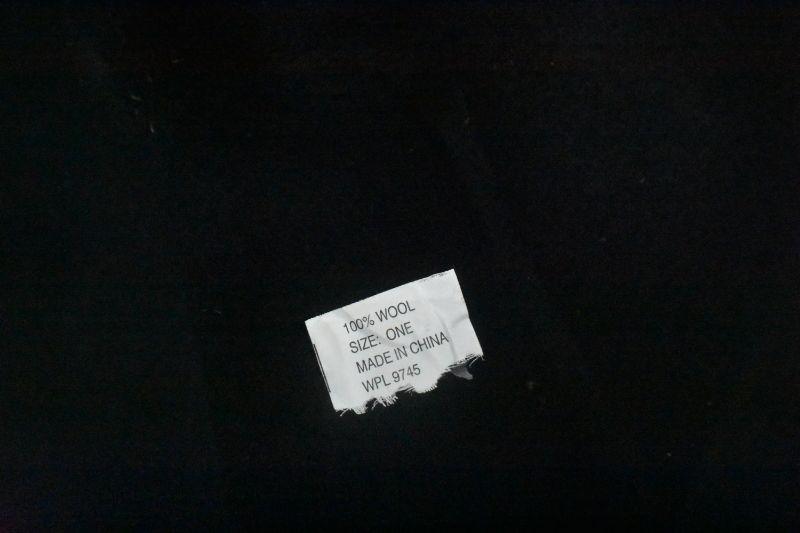 100% WOOL
SIZE: ONE
MADE IN CHINA
WPL 9745